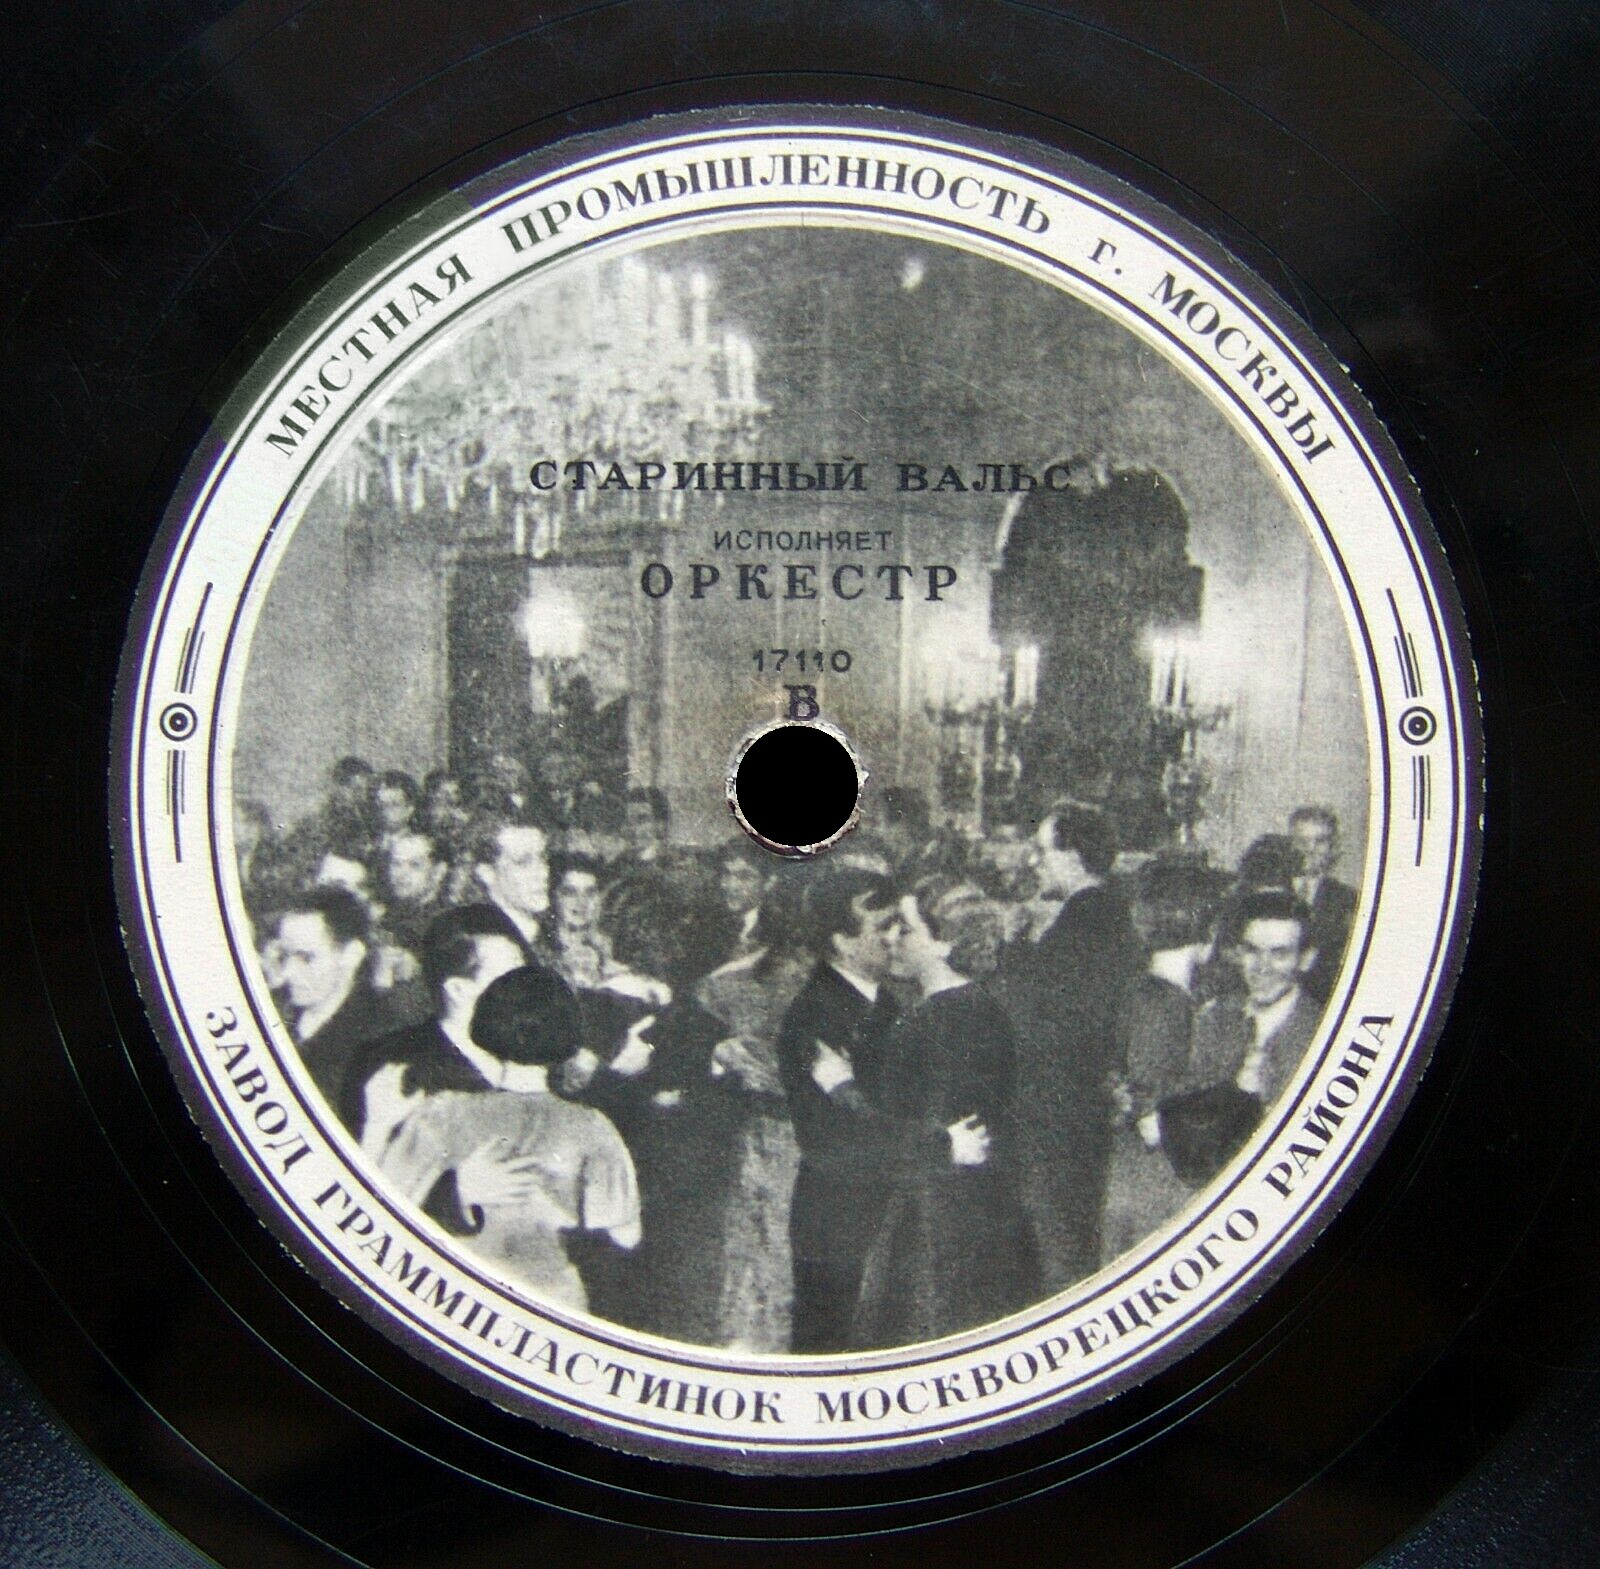 МЕСТНАЯ ПРОМЫШЛЕННОСТЬ г. МОСКВЫ
СТАРИННЫЙ ВАЛЬС
ИСПОЛНЯЕТ
ОРКЕСТР
17110
В
ЗАВОД ГРАММПЛАСТИНОК МОСКВОРЕЦКОГО РАЙОНА